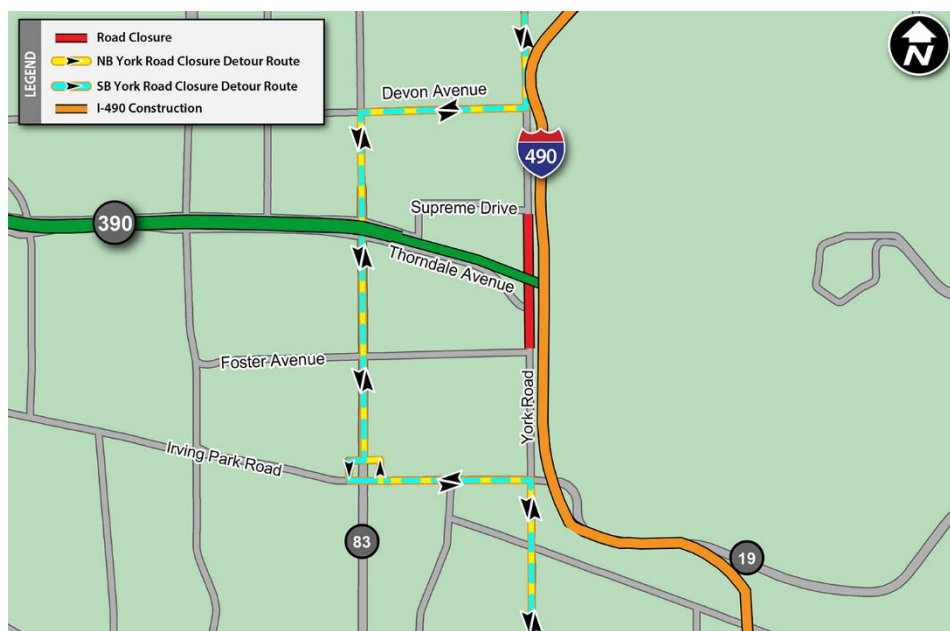 LEGEND
Road Closure
NB York Road Closure Detour Route
SB York Road Closure Detour Route
I-490 Construction
N
Devon Avenue
490
Supreme Drive
390
Thorndale Avenue
Foster Avenue
York Road
Irving Park Road
83
19